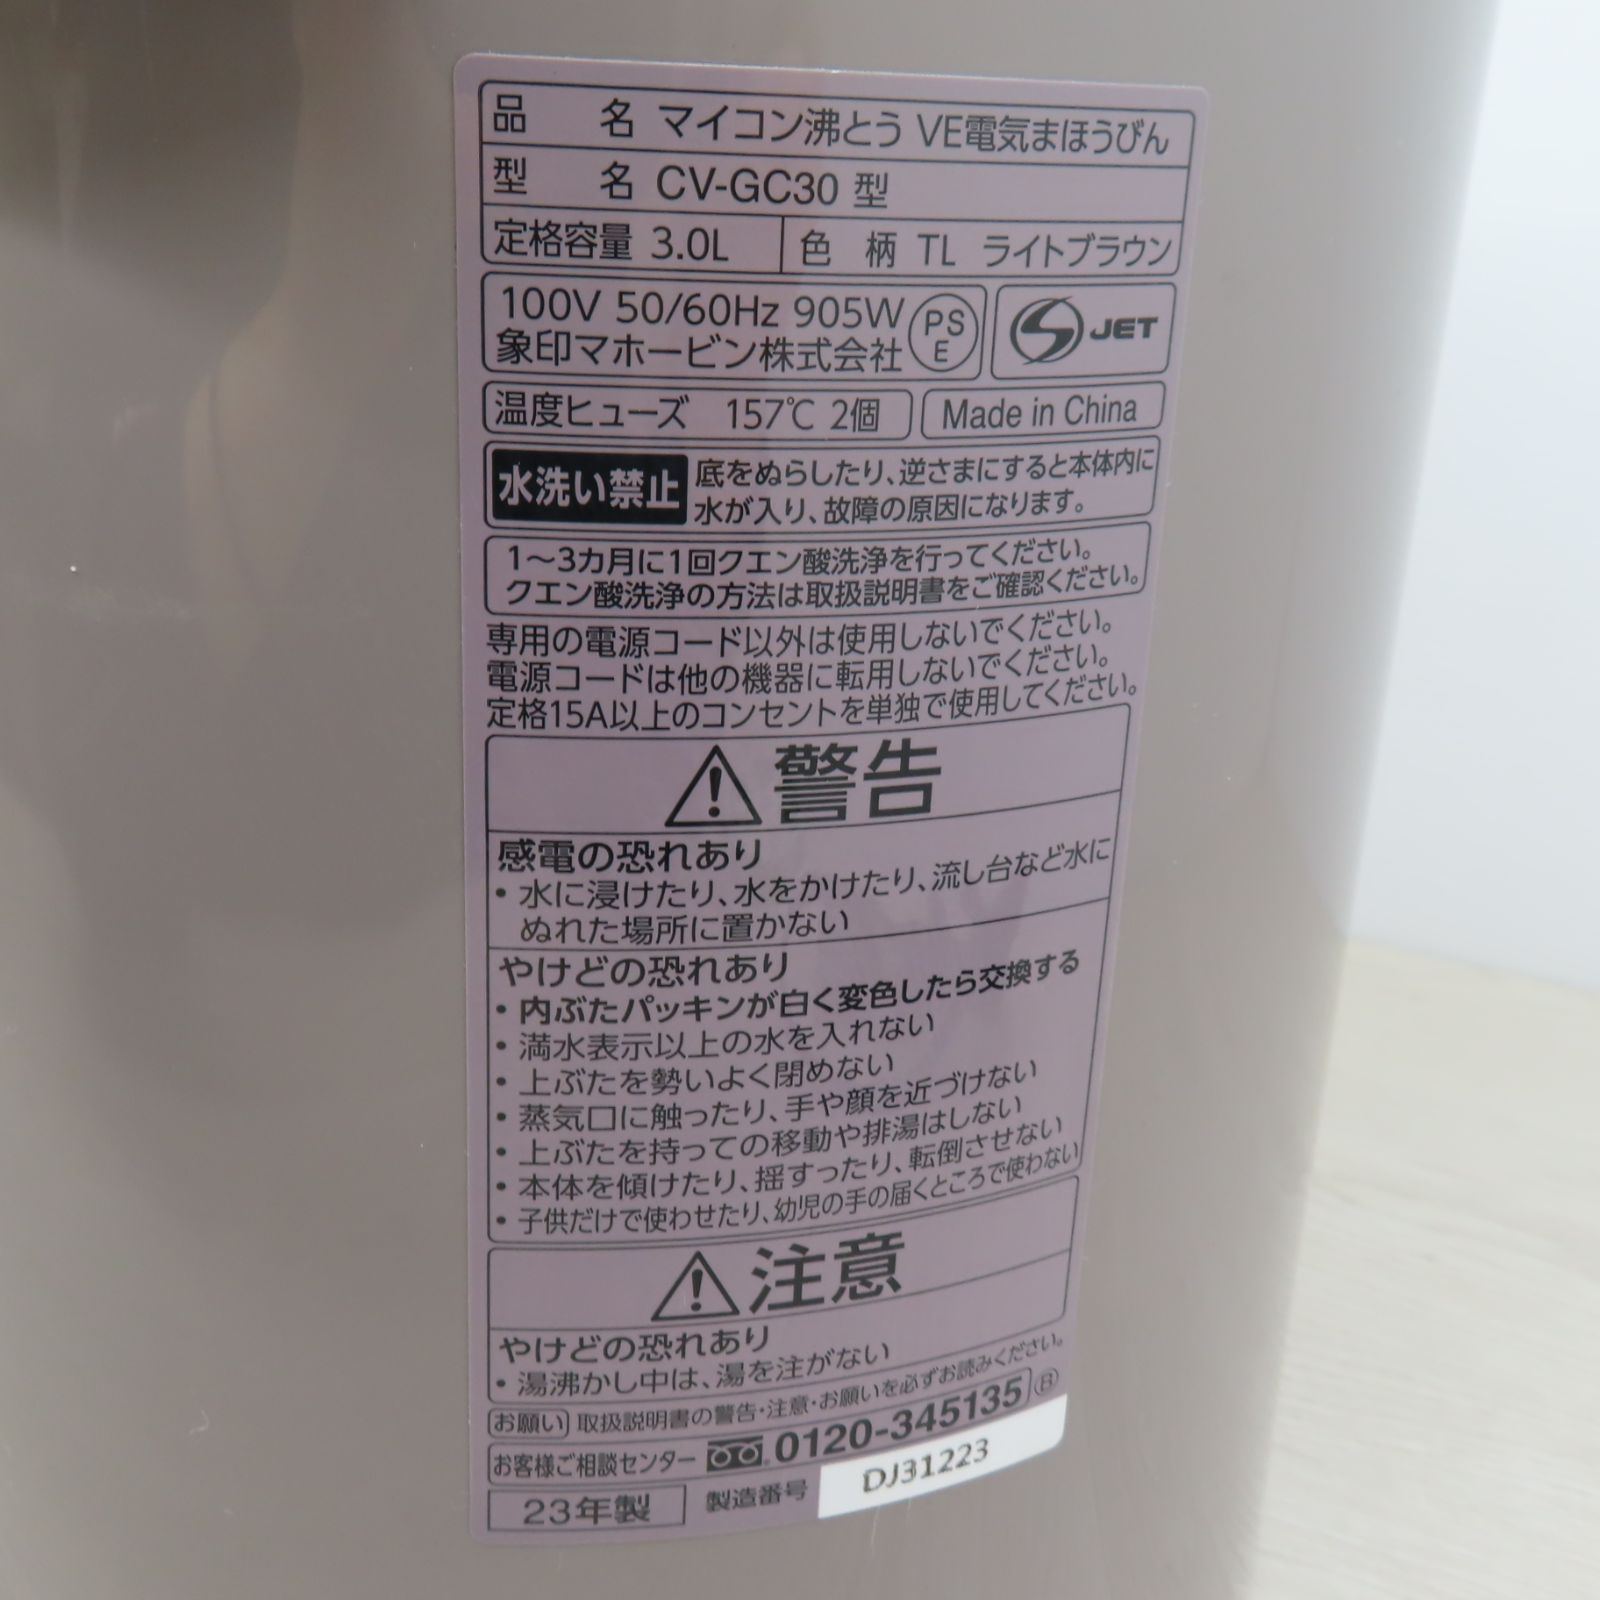 品名 マイコン沸とう VE電気まほうびん
型名 CV-GC30 型
定格容量 3.0L 色柄 TL ライトブラウン
100V 50/60Hz 905W
象印マホービン株式会社
PS
E
JET
温度ヒューズ 157℃ 2個 Made in China
水洗い禁止
底をぬらしたり、逆さまにすると本体内に
水が入り、故障の原因になります。
1～3カ月に1回クエン酸洗浄を行ってください。
クエン酸洗浄の方法は取扱説明書をご確認ください。
専用の電源コード以外は使用しないでください。
電源コードは他の機器に転用しないでください。
定格15A以上のコンセントを単独で使用してください。
警告
感電の恐れあり
・水に浸けたり、水をかけたり、流し台など水に
ぬれた場所に置かない
やけどの恐れあり
・内ぶたパッキンが白く変色したら交換する
・満水表示以上の水を入れない
・上ぶたを勢いよく閉めない
・蒸気口に触ったり、手や顔を近づけない
・上ぶたを持っての移動や排湯はしない
・本体を傾けたり、揺すったり、転倒させない
・子供だけで使わせたり、幼児の手の届くところで使わない
注意
やけどの恐れあり
・湯沸かし中は、湯を注がない
お願い 取扱説明書の警告・注意・お願いを必ずお読みください。
お客様ご相談センター 0120-345135 Ⓑ
23年製 製造番号 DJ31223